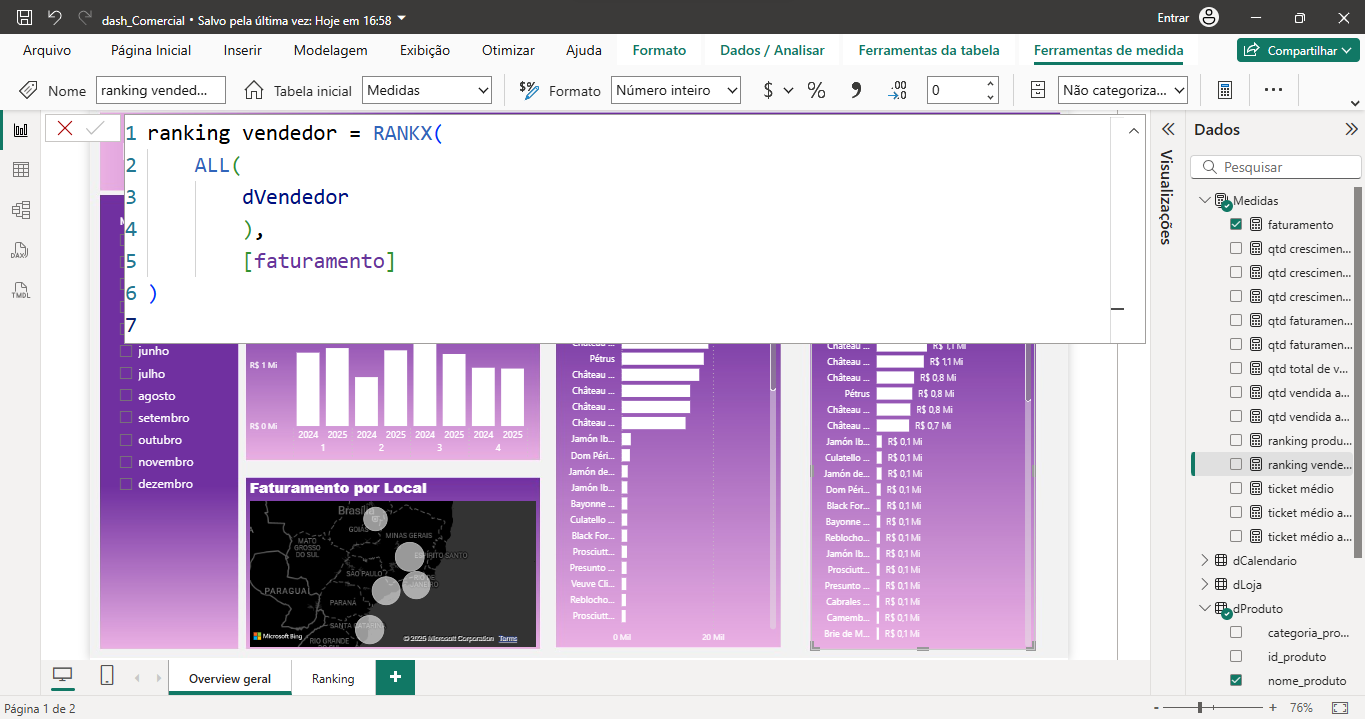 dash_Comercial • Salvo pela última vez: Hoje em 16:58
Entrar
Arquivo
Página Inicial
Inserir
Modelagem
Exibição
Otimizar
Ajuda
Formato
Dados / Analisar
Ferramentas da tabela
Ferramentas de medida
Compartilhar
Nome
ranking vended...
Tabela inicial
Medidas
Formato
Número inteiro
$
%
0
Não categoriza...
1 ranking vendedor = RANKX(
2 ALL(
3 dVendedor
4 ),
5 [faturamento]
6 )
7
junho
julho
agosto
setembro
outubro
novembro
dezembro
R$ 1 Mi
R$ 0 Mi
2024 2025 2024 2025 2024 2025 2024 2025
1 2 3 4
Faturamento por Local
Brasília
GOIÁS
MATO GROSSO DO SUL
MINAS GERAIS
ESPÍRITO SANTO
SÃO PAULO
RIO DE JANEIRO
PARAGUAI
PARANÁ
SANTA CATARINA
RIO GRANDE DO SUL
Microsoft Bing
© 2025 Microsoft Corporation Terms
Château ...
Pétrus
Château ...
Château ...
Château ...
Château ...
Jamón Ib...
Dom Péri...
Jamón de...
Jamón Ib...
Bayonne ...
Culatello ...
Black For...
Prosciutt...
Presunto ...
Veuve Cli...
Reblocho...
Prosciutt...
0 Mil 20 Mil
Château ... R$ 1,1 Mi
Château ... R$ 1,1 Mi
Château ... R$ 0,8 Mi
Pétrus R$ 0,8 Mi
Château ... R$ 0,8 Mi
Château ... R$ 0,7 Mi
Jamón Ib... R$ 0,1 Mi
Culatello ... R$ 0,1 Mi
Jamón de... R$ 0,1 Mi
Dom Péri... R$ 0,1 Mi
Black For... R$ 0,1 Mi
Bayonne ... R$ 0,1 Mi
Reblocho... R$ 0,1 Mi
Jamón Ib... R$ 0,1 Mi
Prosciutt... R$ 0,1 Mi
Presunto ... R$ 0,1 Mi
Cabrales ... R$ 0,1 Mi
Camemb... R$ 0,1 Mi
Brie de M... R$ 0,1 Mi
Visualizações
Dados
Pesquisar
Medidas
faturamento
qtd crescimen...
qtd crescimen...
qtd crescimen...
qtd faturamen...
qtd faturamen...
qtd total de v...
qtd vendida a...
qtd vendida a...
ranking produ...
ranking vende...
ticket médio
ticket médio a...
ticket médio a...
dCalendario
dLoja
dProduto
categoria_pro...
id_produto
nome_produto
DAX
TMDL
Overview geral
Ranking
+
Página 1 de 2
- + 76%